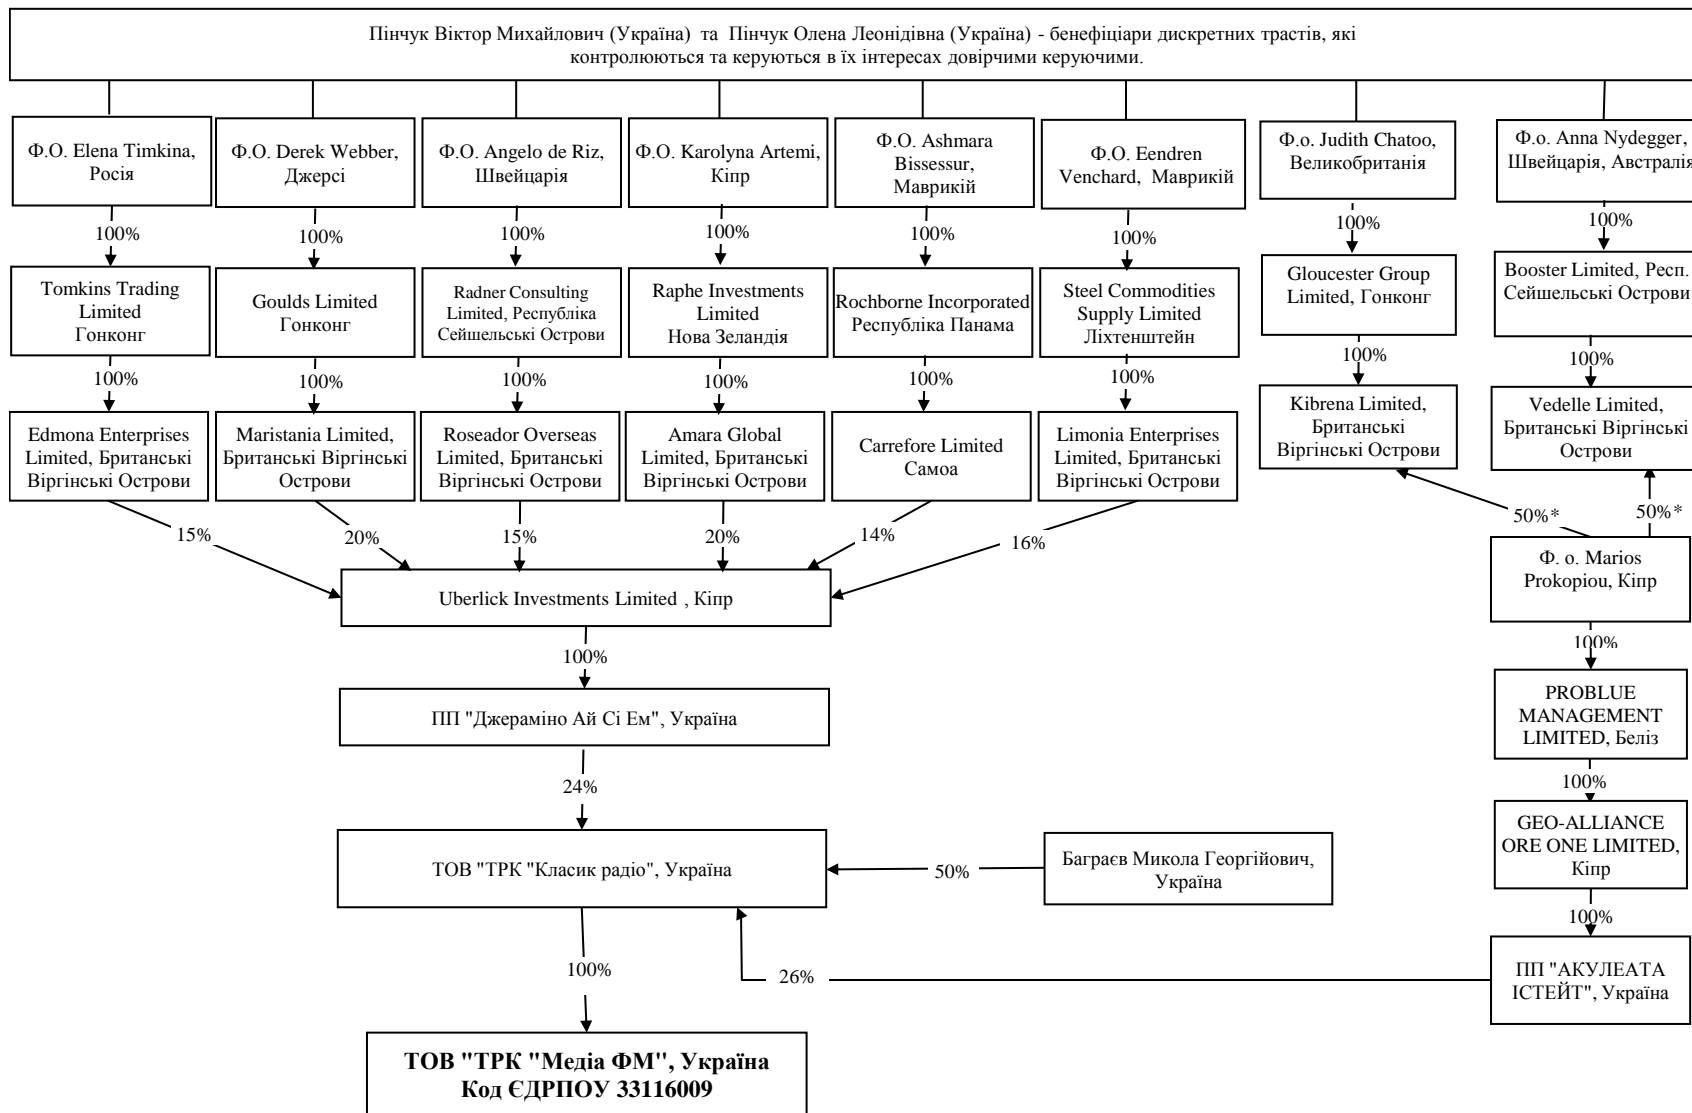 Пінчук Віктор Михайлович (Україна) та Пінчук Олена Леонідівна (Україна) - бенефіціари дискретних трастів, які
контролюються та керуються в їх інтересах довірчими керуючими.
Ф.О. Elena Timkina,
Росія
Ф.О. Derek Webber,
Джерсі
Ф.О. Angelo de Riz,
Швейцарія
Ф.О. Karolyna Artemi,
Кіпр
Ф.О. Ashmara
Bissessur,
Маврикій
Ф.О. Eendren
Venchard, Маврикій
Ф.о. Judith Chatoo,
Великобританія
Ф.о. Anna Nydegger,
Швейцарія, Австралія
100%
100%
100%
100%
100%
100%
100%
100%
Tomkins Trading
Limited
Гонконг
Goulds Limited
Гонконг
Radner Consulting
Limited, Республіка
Сейшельські Острови
Raphe Investments
Limited
Нова Зеландія
Rochborne Incorporated
Республіка Панама
Steel Commodities
Supply Limited
Ліхтенштейн
Gloucester Group
Limited, Гонконг
Booster Limited, Респ.
Сейшельські Острови
100%
100%
100%
100%
100%
100%
100%
100%
Edmona Enterprises
Limited, Британські
Віргінські Острови
Maristania Limited,
Британські Віргінські
Острови
Roseador Overseas
Limited, Британські
Віргінські Острови
Amara Global
Limited, Британські
Віргінські Острови
Carrefore Limited
Самоа
Limonia Enterprises
Limited, Британські
Віргінські Острови
Kibrena Limited,
Британські
Віргінські Острови
Vedelle Limited,
Британські Віргінські
Острови
15%
20%
15%
20%
14%
16%
50%*
50%*
Uberlick Investments Limited , Кіпр
Ф. о. Marios
Prokopiou, Кіпр
100%
100%
ПП "Джераміно Ай Сі Ем", Україна
PROBLUE
MANAGEMENT
LIMITED, Беліз
24%
100%
ТОВ "ТРК "Класик радіо", Україна
50%
Баграєв Микола Георгійович,
Україна
GEO-ALLIANCE
ORE ONE LIMITED,
Кіпр
100%
100%
26%
ПП "АКУЛЕАТА
ІСТЕЙТ", Україна
ТОВ "ТРК "Медіа ФМ", Україна
Код ЄДРПОУ 33116009